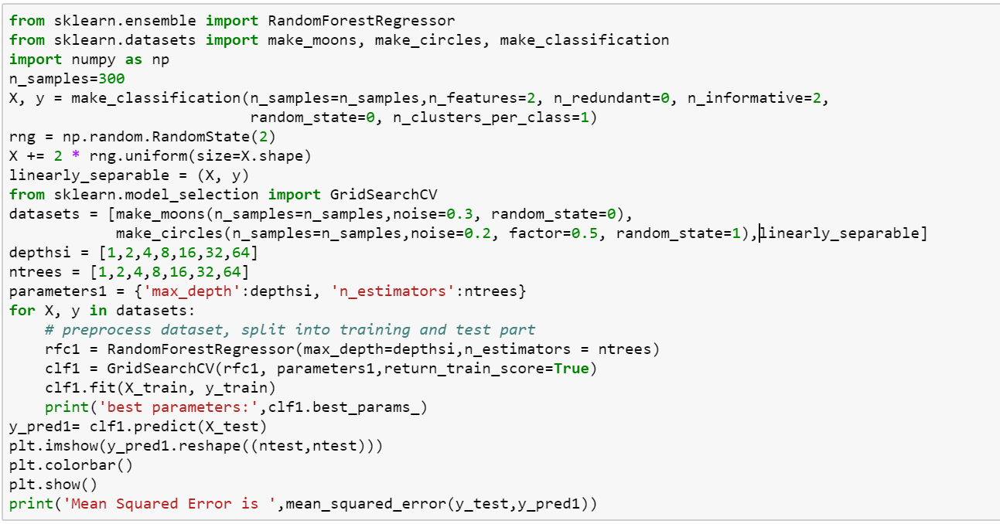 from sklearn.ensemble import RandomForestRegressor
from sklearn.datasets import make_moons, make_circles, make_classification
import numpy as np
n_samples=300
X, y = make_classification(n_samples=n_samples,n_features=2, n_redundant=0, n_informative=2,
                           random_state=0, n_clusters_per_class=1)
rng = np.random.RandomState(2)
X += 2 * rng.uniform(size=X.shape)
linearly_separable = (X, y)
from sklearn.model_selection import GridSearchCV
datasets = [make_moons(n_samples=n_samples,noise=0.3, random_state=0),
            make_circles(n_samples=n_samples,noise=0.2, factor=0.5, random_state=1),linearly_separable]
depthsi = [1,2,4,8,16,32,64]
ntrees = [1,2,4,8,16,32,64]
parameters1 = {'max_depth':depthsi, 'n_estimators':ntrees}
for X, y in datasets:
    # preprocess dataset, split into training and test part
    rfc1 = RandomForestRegressor(max_depth=depthsi,n_estimators = ntrees)
    clf1 = GridSearchCV(rfc1, parameters1,return_train_score=True)
    clf1.fit(X_train, y_train)
    print('best parameters:',clf1.best_params_)
y_pred1= clf1.predict(X_test)
plt.imshow(y_pred1.reshape((ntest,ntest)))
plt.colorbar()
plt.show()
print('Mean Squared Error is ',mean_squared_error(y_test,y_pred1))